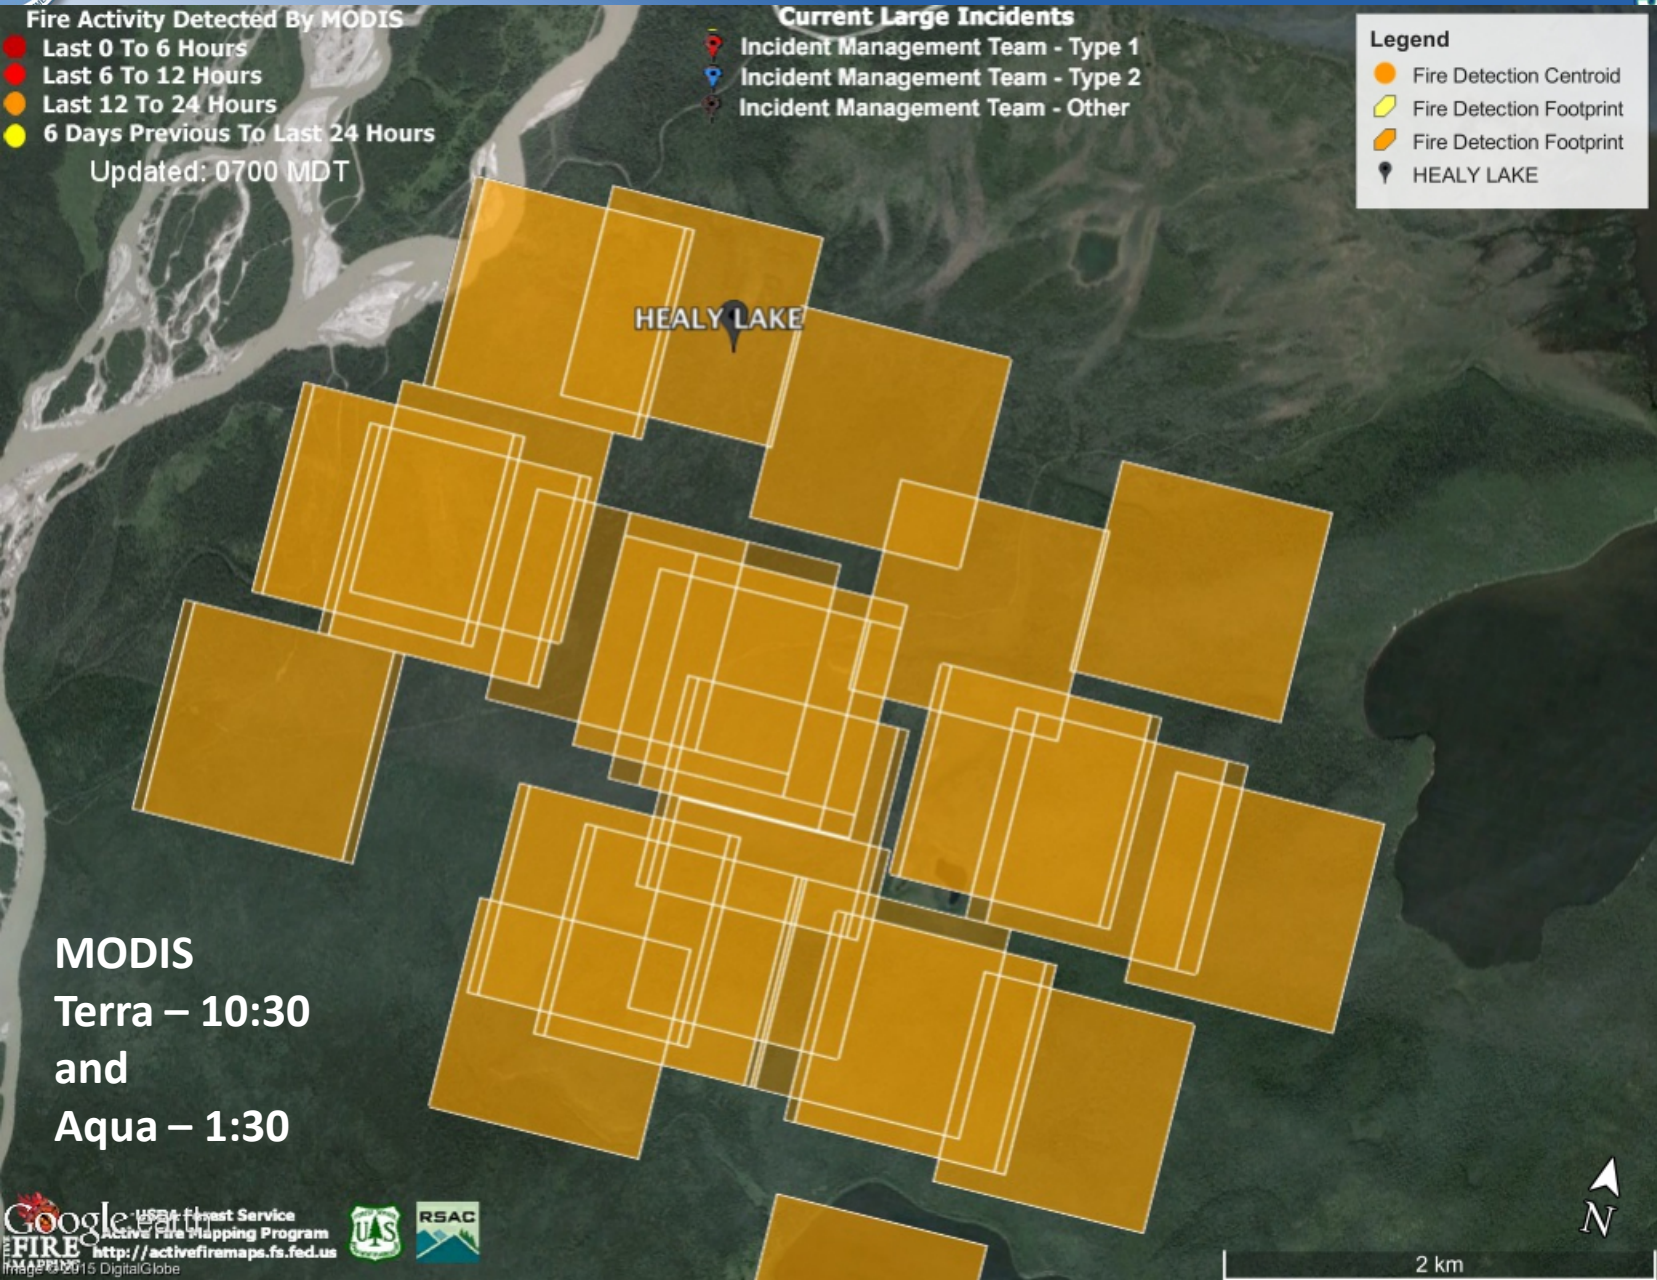 Fire Activity Detected By MODIS
Last 0 To 6 Hours
Last 6 To 12 Hours
Last 12 To 24 Hours
6 Days Previous To Last 24 Hours
Updated: 0700 MDT
Current Large Incidents
Incident Management Team - Type 1
Incident Management Team - Type 2
Incident Management Team - Other
Legend
Fire Detection Centroid
Fire Detection Footprint
Fire Detection Footprint
HEALY LAKE
HEALY LAKE
MODIS
Terra – 10:30
and
Aqua – 1:30
Google earth
FIRE
MAPPING
USDA Forest Service
Active Fire Mapping Program
http://activefiremaps.fs.fed.us
Image © 2015 DigitalGlobe
UAS
RSAC
N
2 km